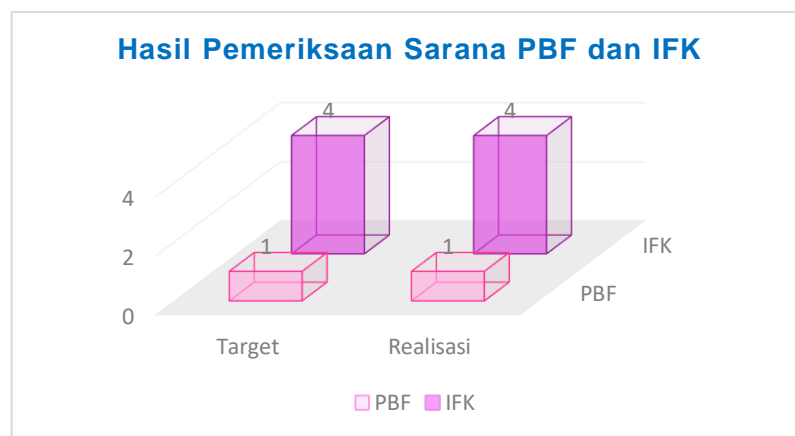 Hasil Pemeriksaan Sarana PBF dan IFK
4 4
4
1 1
2
IFK
PBF
0
Target Realisasi
PBF IFK